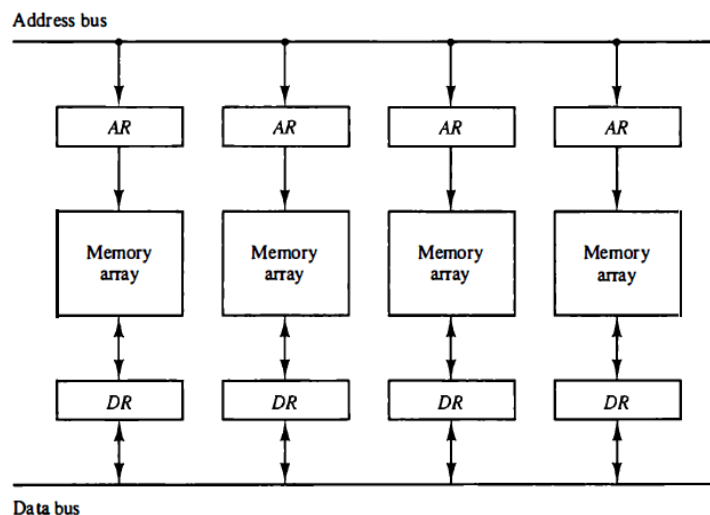 Address bus
AR AR AR AR
Memory Memory Memory Memory
array array array array
DR DR DR DR
Data bus